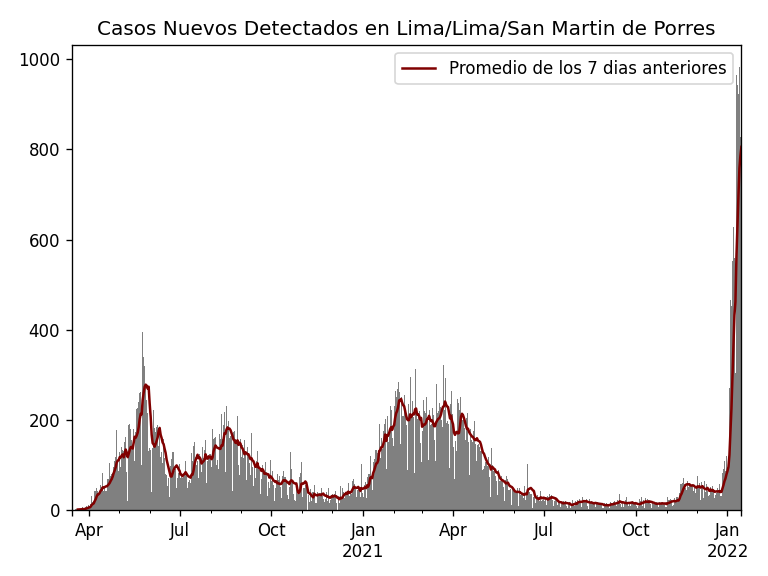 Casos Nuevos Detectados en Lima/Lima/San Martin de Porres
Promedio de los 7 dias anteriores
1000
800
600
400
200
0
Apr Jul Oct Jan Apr Jul Oct Jan
2021 2022